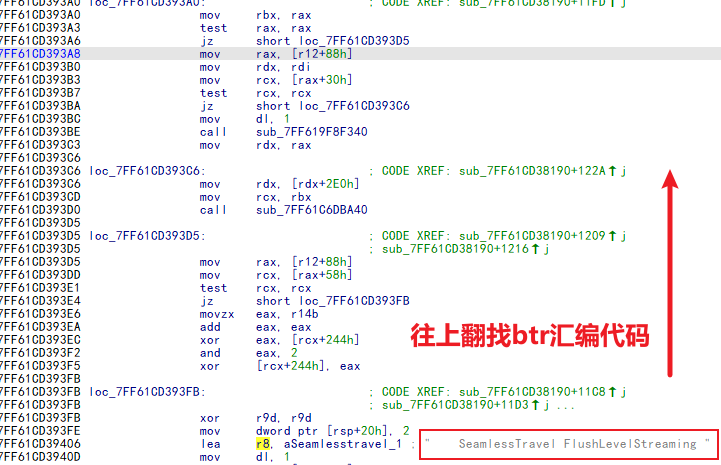 7FF61CD393A0 loc_7FF61CD393A0: ; CODE XREF: sub_7FF61CD38190+11FD↑j
7FF61CD393A0 mov rbx, rax
7FF61CD393A3 test rax, rax
7FF61CD393A6 jz short loc_7FF61CD393D5
7FF61CD393A8 mov rax, [r12+88h]
7FF61CD393B0 mov rdx, rdi
7FF61CD393B3 mov rcx, [rax+30h]
7FF61CD393B7 test rcx, rcx
7FF61CD393BA jz short loc_7FF61CD393C6
7FF61CD393BC mov dl, 1
7FF61CD393BE call sub_7FF619F8F340
7FF61CD393C3 mov rdx, rax
7FF61CD393C6
7FF61CD393C6 loc_7FF61CD393C6: ; CODE XREF: sub_7FF61CD38190+122A↑j
7FF61CD393C6 mov rdx, [rdx+2E0h]
7FF61CD393CD mov rcx, rbx
7FF61CD393D0 call sub_7FF61C6DBA40
7FF61CD393D5
7FF61CD393D5 loc_7FF61CD393D5: ; CODE XREF: sub_7FF61CD38190+1209↑j
7FF61CD393D5 ; sub_7FF61CD38190+1216↑j
7FF61CD393D5 mov rax, [r12+88h]
7FF61CD393DD mov rcx, [rax+58h]
7FF61CD393E1 test rcx, rcx
7FF61CD393E4 jz short loc_7FF61CD393FB
7FF61CD393E6 movzx eax, r14b
7FF61CD393EA add eax, eax
7FF61CD393EC xor eax, [rcx+244h]
7FF61CD393F2 and eax, 2
7FF61CD393F5 xor [rcx+244h], eax
7FF61CD393FB
7FF61CD393FB loc_7FF61CD393FB: ; CODE XREF: sub_7FF61CD38190+11C8↑j
7FF61CD393FB ; sub_7FF61CD38190+11D3↑j ...
7FF61CD393FB xor r9d, r9d
7FF61CD393FE mov dword ptr [rsp+20h], 2
7FF61CD39406 lea r8, aSeamlesstravel_1 ; " SeamlessTravel FlushLevelStreaming "
7FF61CD3940D mov dl, 1
往上翻找btr汇编代码